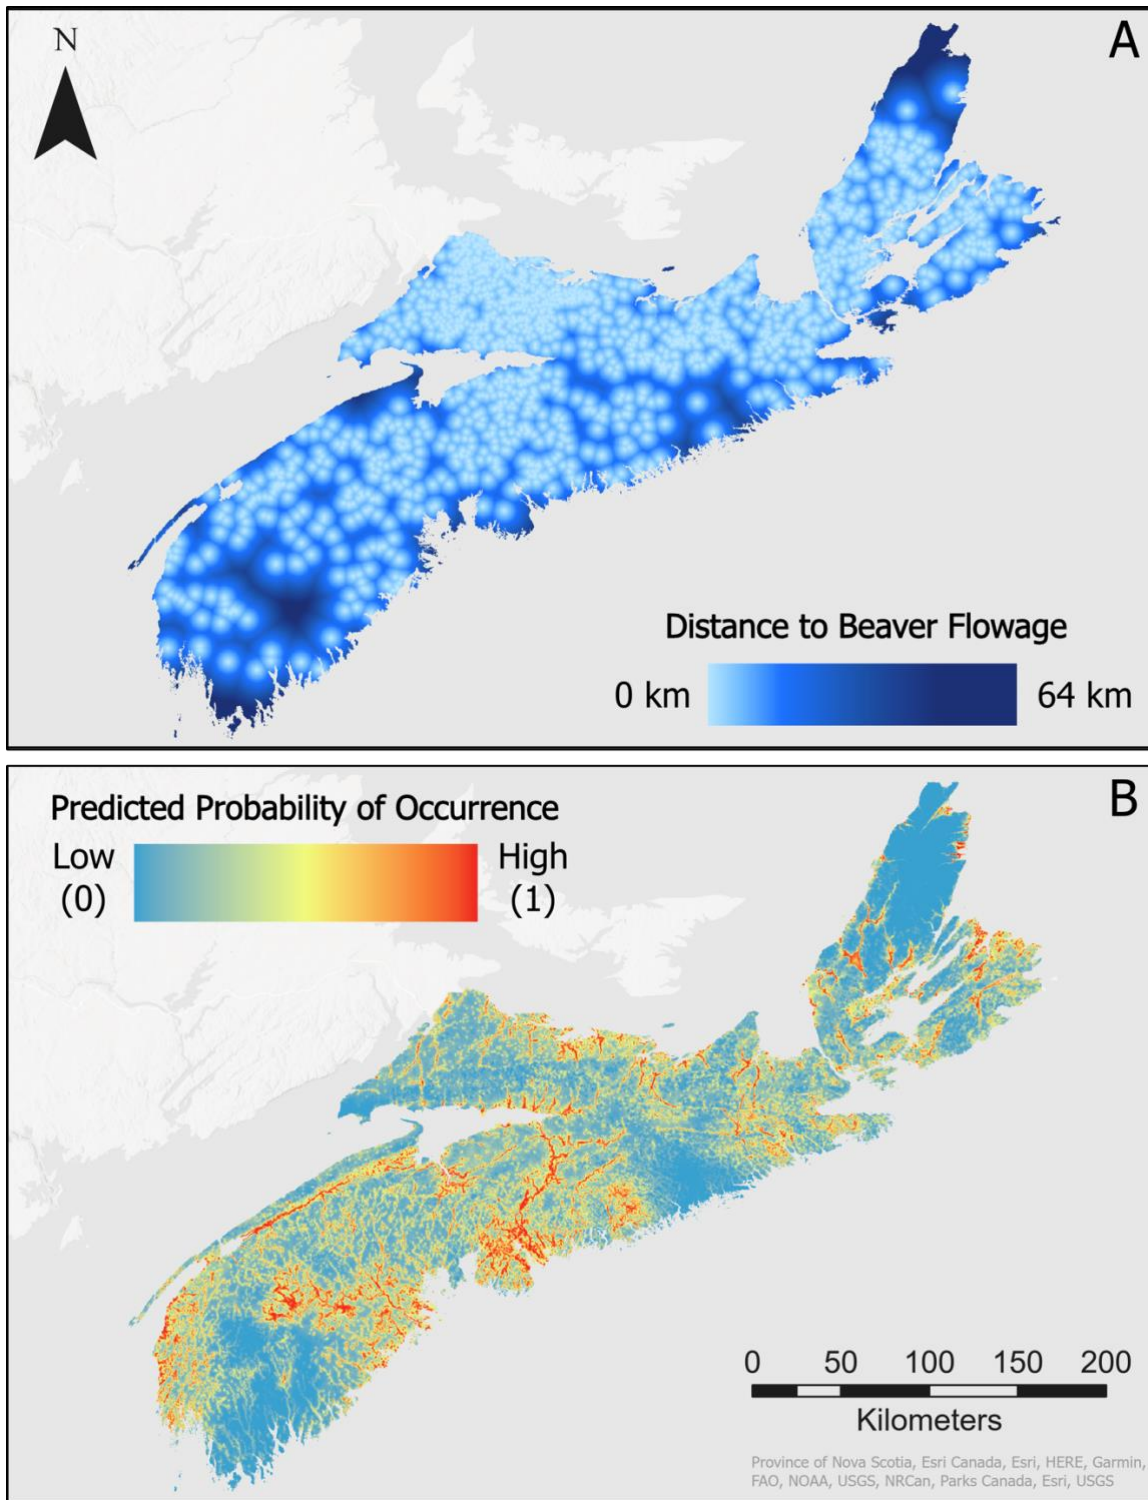 N
A
Distance to Beaver Flowage
0 km
64 km
B
Predicted Probability of Occurrence
Low
(0)
High
(1)
0 50 100 150 200
Kilometers
Province of Nova Scotia, Esri Canada, Esri, HERE, Garmin,
FAO, NOAA, USGS, NRCan, Parks Canada, Esri, USGS